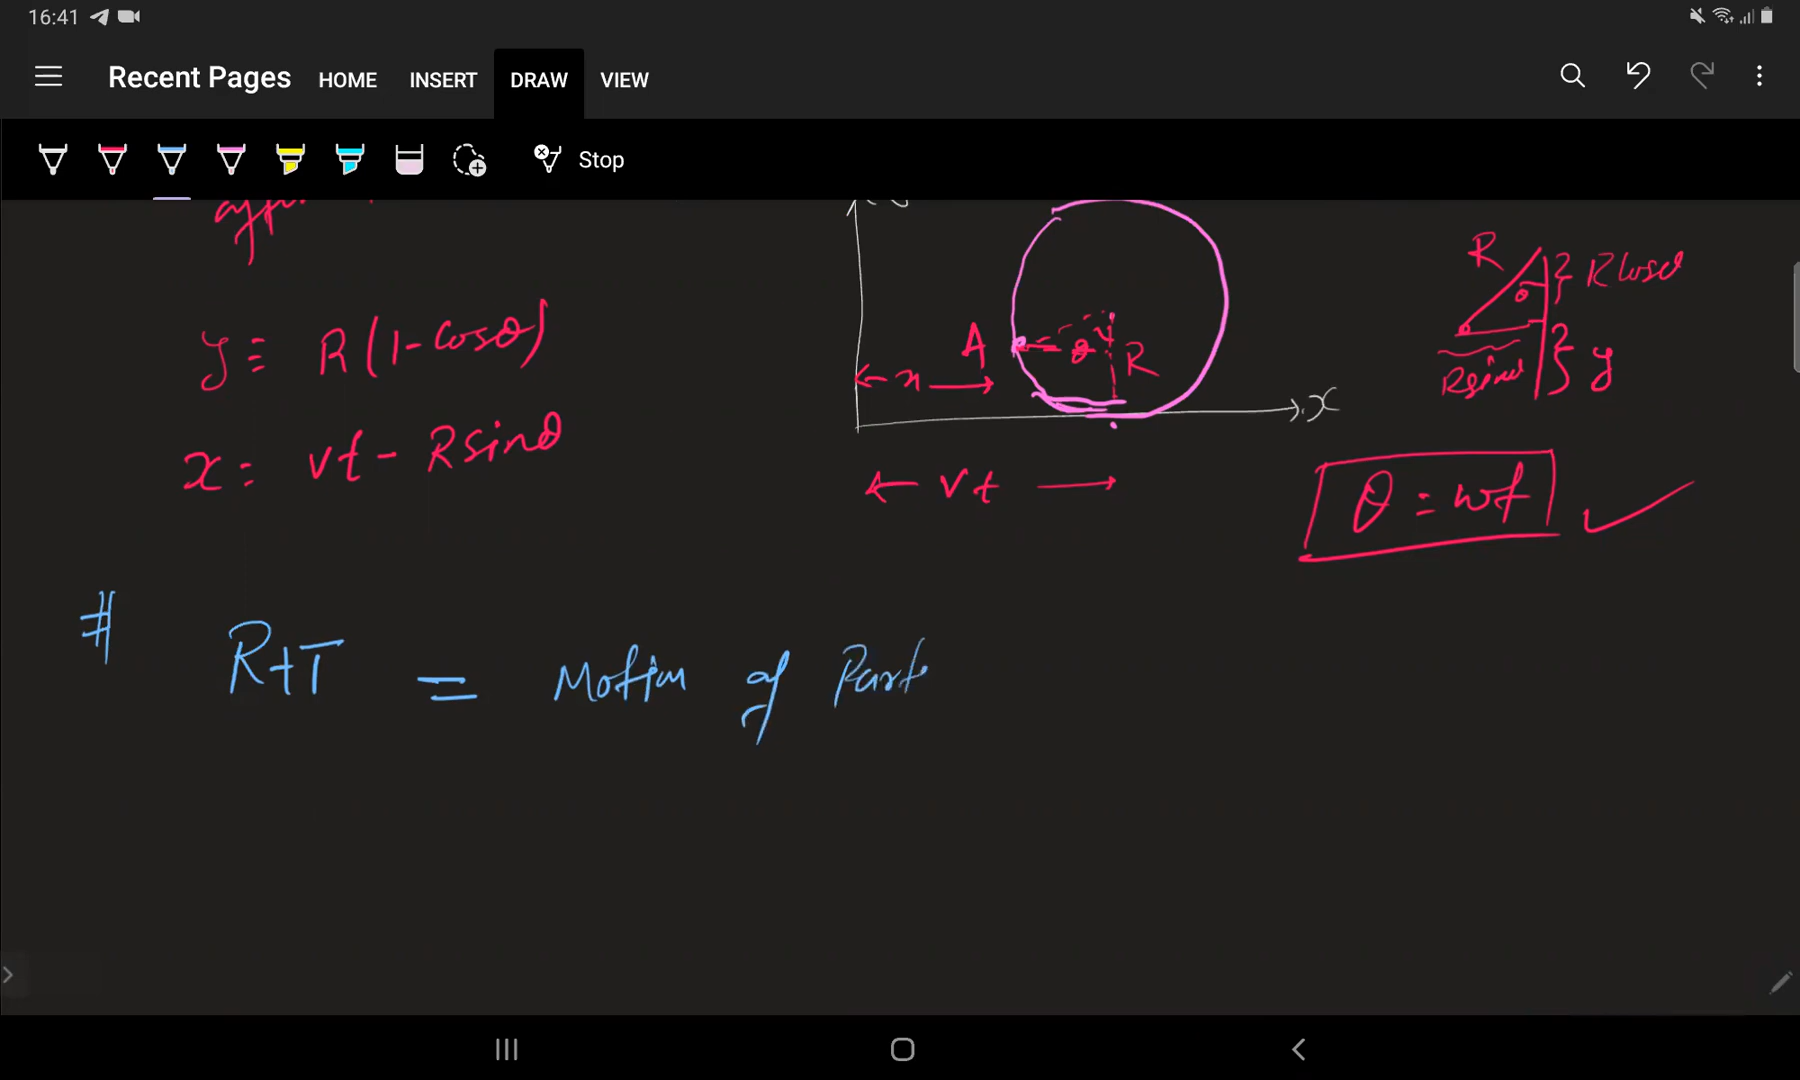 16:41
Recent Pages HOME INSERT DRAW VIEW
Stop
y = R(1-cosθ)
x = vt - Rsinθ
A
θ
R
x
x
vt
R
θ
Rcosθ
Rsinθ
y
θ = wt
# R+T = Motion of Part